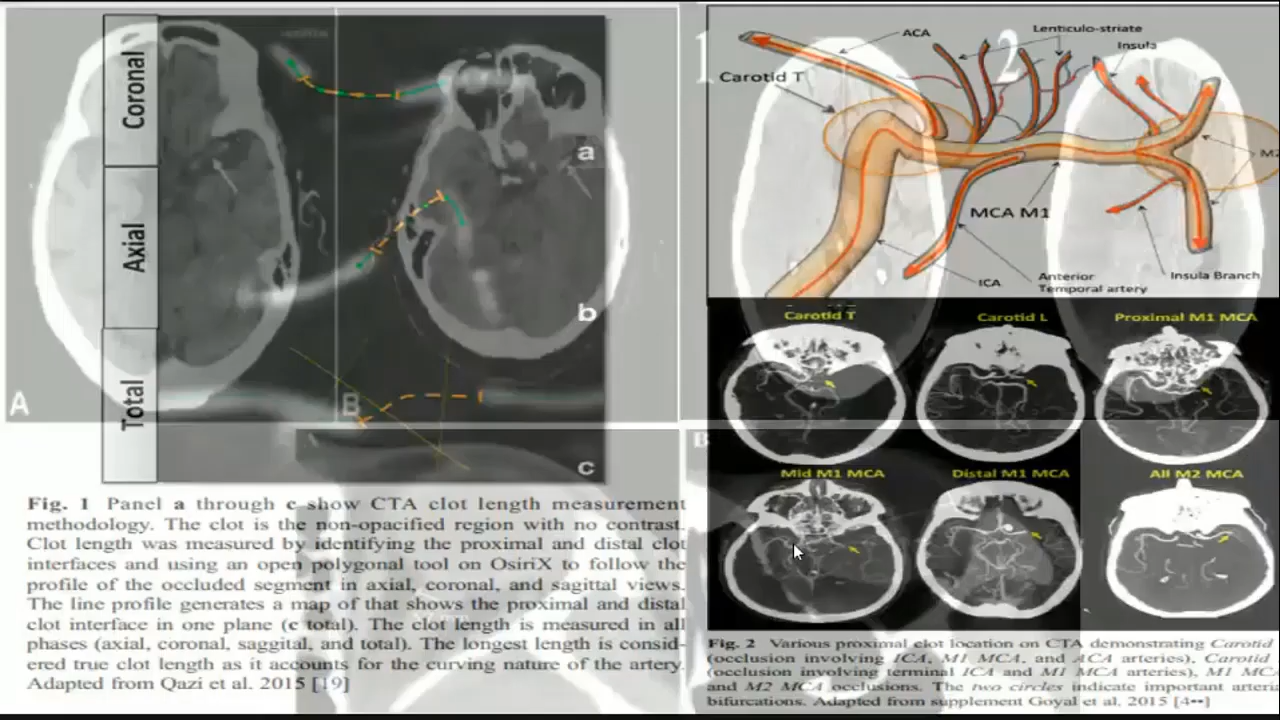 Coronal
Axial
Total
a
b
c
A
B
Fig. 1 Panel a through c show CTA clot length measurement
methodology. The clot is the non-opacified region with no contrast.
Clot length was measured by identifying the proximal and distal clot
interfaces and using an open polygonal tool on OsiriX to follow the
profile of the occluded segment in axial, coronal, and sagittal views.
The line profile generates a map of that shows the proximal and distal
clot interface in one plane (c total). The clot length is measured in all
phases (axial, coronal, saggital, and total). The longest length is consid-
ered true clot length as it accounts for the curving nature of the artery.
Adapted from Qazi et al. 2015 [19]
1
2
ACA
Lenticulo-striate
Insula
Carotid T
M2
MCA M1
ICA
Anterior
Temporal artery
Insula Branch
Carotid T
Carotid L
Proximal M1 MCA
B
Mid M1 MCA
Distal M1 MCA
All M2 MCA
Fig. 2 Various proximal clot location on CTA demonstrating Carotid
(occlusion involving ICA, M1 MCA, and ACA arteries), Carotid
(occlusion involving terminal ICA and M1 MCA arteries), M1 MCA
and M2 MCA occlusions. The two circles indicate important arteria
bifurcations. Adapted from supplement Goyal et al. 2015 [4••]